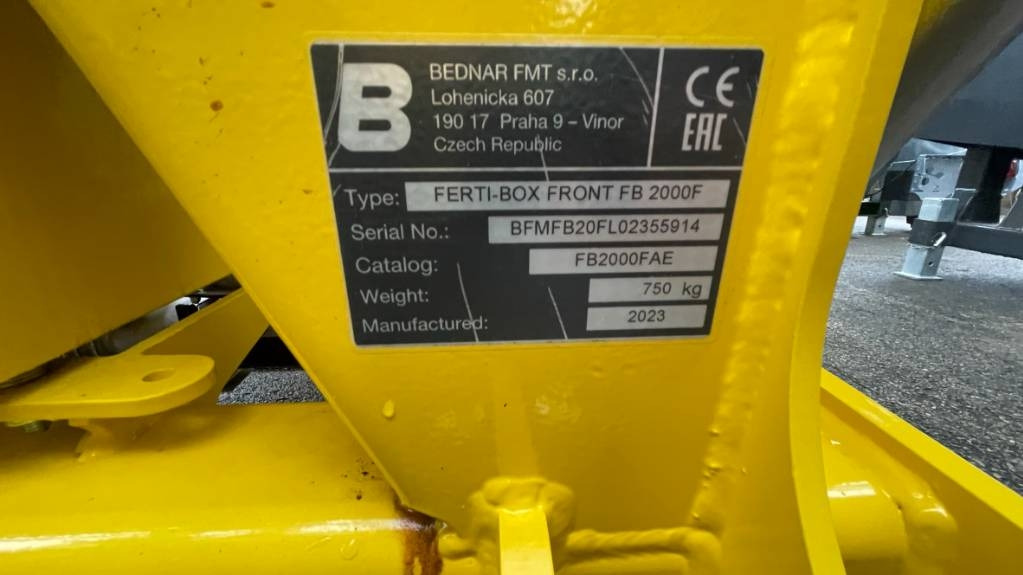 B
BEDNAR FMT s.r.o.
Lohenicka 607
190 17 Praha 9 – Vinor
Czech Republic
CE
EAC
Type: FERTI-BOX FRONT FB 2000F
Serial No.: BFMFB20FL02355914
Catalog: FB2000FAE
Weight: 750 kg
Manufactured: 2023